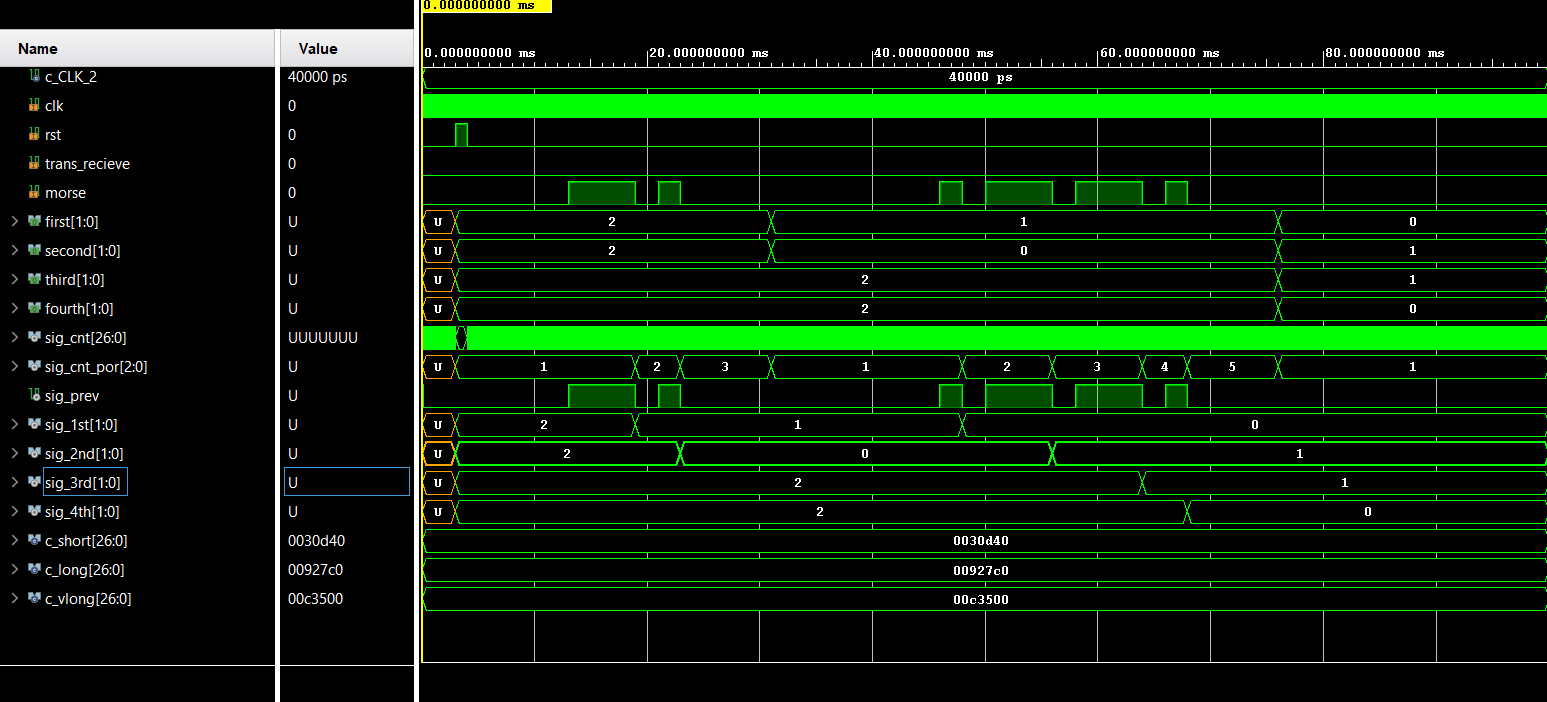 0.000000000 ms
Name Value
0.000000000 ms 20.000000000 ms 40.000000000 ms 60.000000000 ms 80.000000000 ms
c_CLK_2 40000 ps 40000 ps
clk 0
rst 0
trans_recieve 0
morse 0
first[1:0] U U 2 1 0
second[1:0] U U 2 0 1
third[1:0] U U 2 1
fourth[1:0] U U 2 0
sig_cnt[26:0] UUUUUUU
sig_cnt_por[2:0] U U 1 2 3 1 2 3 4 5 1
sig_prev U
sig_1st[1:0] U U 2 1 0
sig_2nd[1:0] U U 2 0 1
sig_3rd[1:0] U U 2 1
sig_4th[1:0] U U 2 0
c_short[26:0] 0030d40 0030d40
c_long[26:0] 00927c0 00927c0
c_vlong[26:0] 00c3500 00c3500